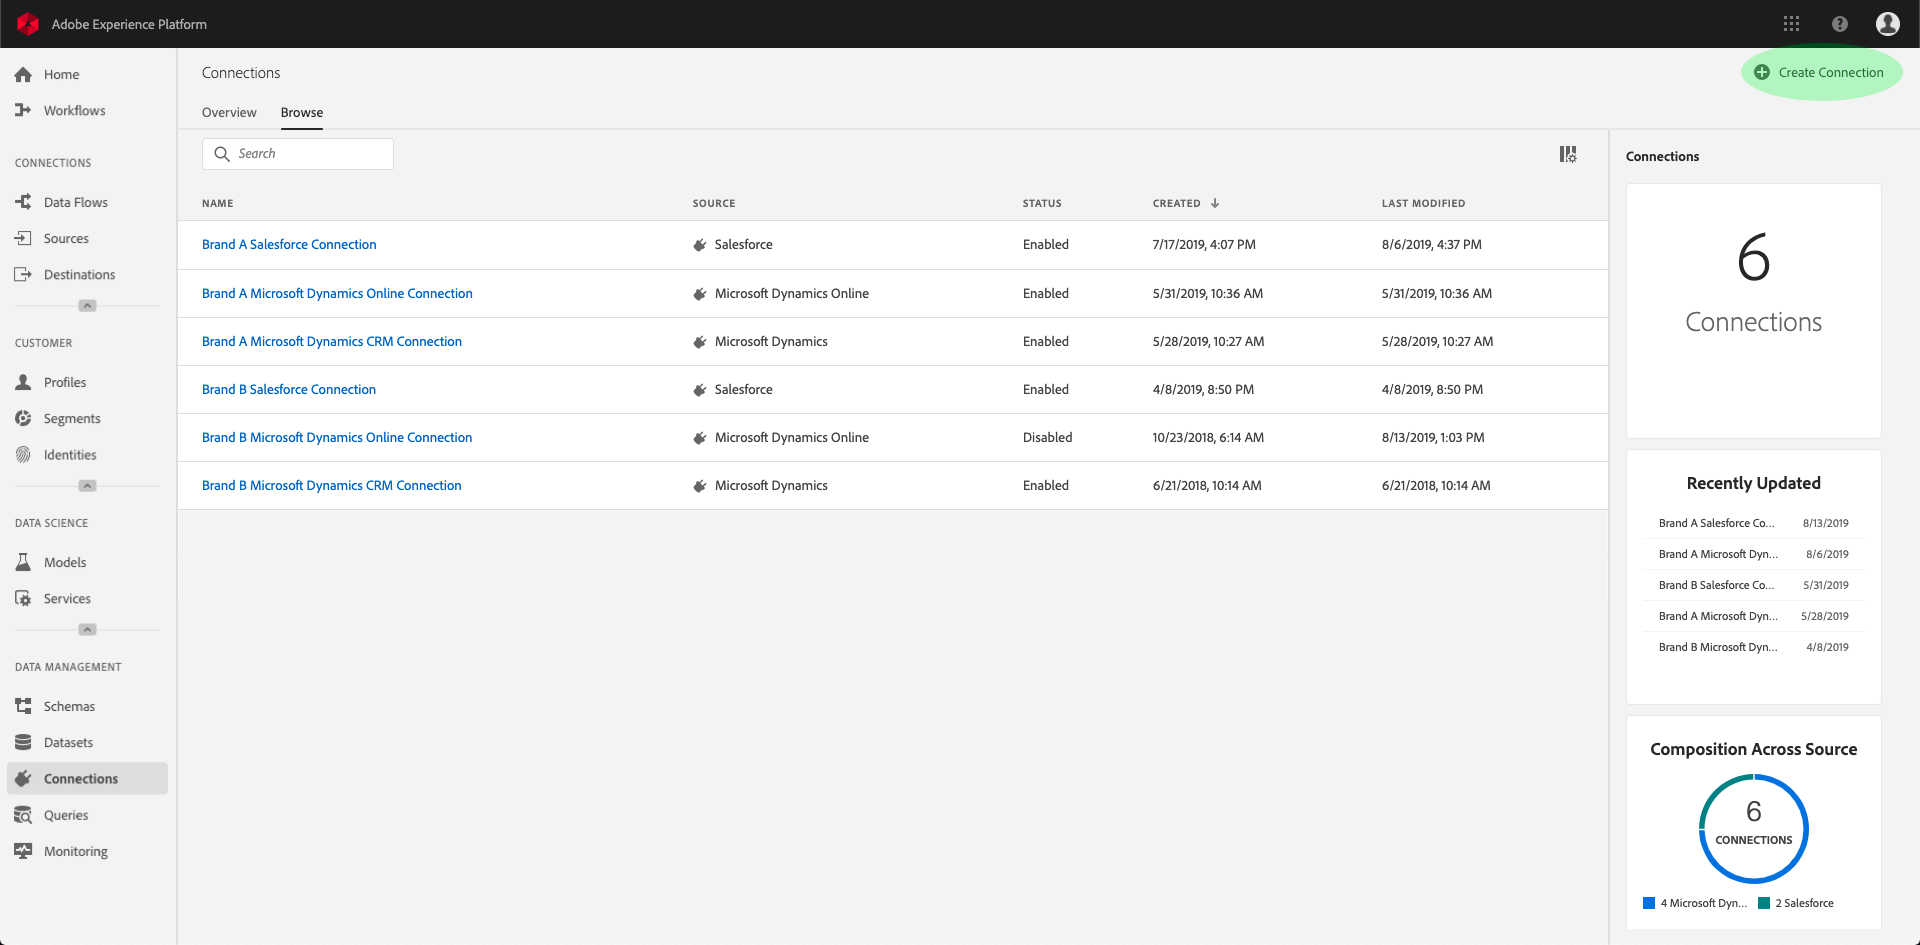 Adobe Experience Platform
Home
Workflows
CONNECTIONS
Data Flows
Sources
Destinations
CUSTOMER
Profiles
Segments
Identities
DATA SCIENCE
Models
Services
DATA MANAGEMENT
Schemas
Datasets
Connections
Queries
Monitoring
Connections
Create Connection
Overview Browse
Search
NAME SOURCE STATUS CREATED LAST MODIFIED
Brand A Salesforce Connection Salesforce Enabled 7/17/2019, 4:07 PM 8/6/2019, 4:37 PM
Brand A Microsoft Dynamics Online Connection Microsoft Dynamics Online Enabled 5/31/2019, 10:36 AM 5/31/2019, 10:36 AM
Brand A Microsoft Dynamics CRM Connection Microsoft Dynamics Enabled 5/28/2019, 10:27 AM 5/28/2019, 10:27 AM
Brand B Salesforce Connection Salesforce Enabled 4/8/2019, 8:50 PM 4/8/2019, 8:50 PM
Brand B Microsoft Dynamics Online Connection Microsoft Dynamics Online Disabled 10/23/2018, 6:14 AM 8/13/2019, 1:03 PM
Brand B Microsoft Dynamics CRM Connection Microsoft Dynamics Enabled 6/21/2018, 10:14 AM 6/21/2018, 10:14 AM
Connections
6
Connections
Recently Updated
Brand A Salesforce Co... 8/13/2019
Brand A Microsoft Dyn... 8/6/2019
Brand B Salesforce Co... 5/31/2019
Brand A Microsoft Dyn... 5/28/2019
Brand B Microsoft Dyn... 4/8/2019
Composition Across Source
6
CONNECTIONS
4 Microsoft Dyn... 2 Salesforce